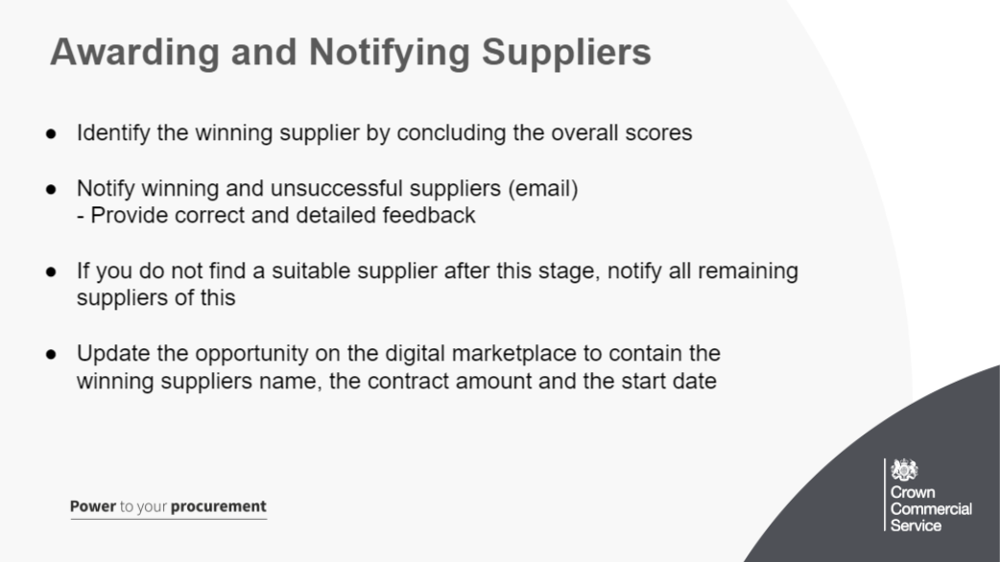 Awarding and Notifying Suppliers
● Identify the winning supplier by concluding the overall scores
● Notify winning and unsuccessful suppliers (email)
- Provide correct and detailed feedback
● If you do not find a suitable supplier after this stage, notify all remaining
suppliers of this
● Update the opportunity on the digital marketplace to contain the
winning suppliers name, the contract amount and the start date
Power to your procurement
Crown
Commercial
Service